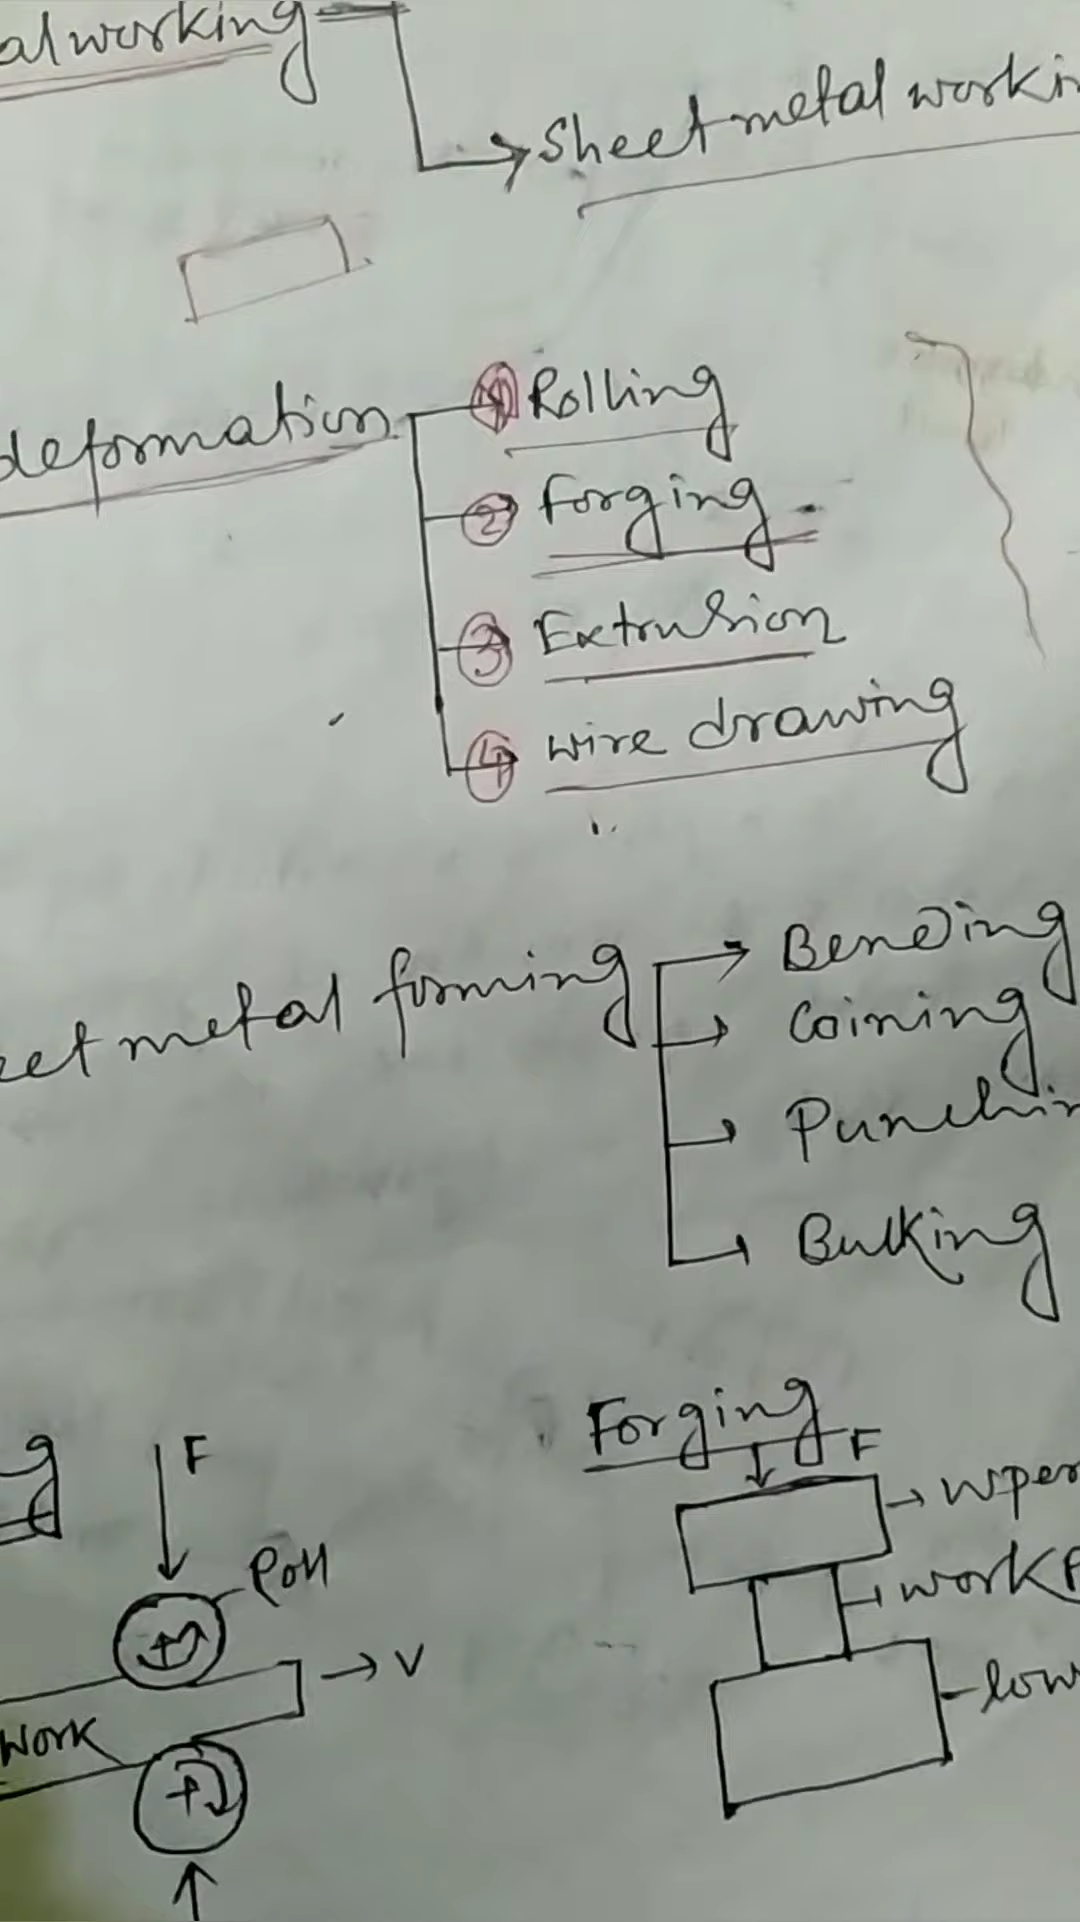 alworking
Sheet metal workin
deformation
1 Rolling
2 Forging
3 Extrusion
4 wire drawing
eet metal forming
Bending
Coining
Punchin
Bulking
g
F
Roll
V
Work
Forging
F
Upper
workP
low